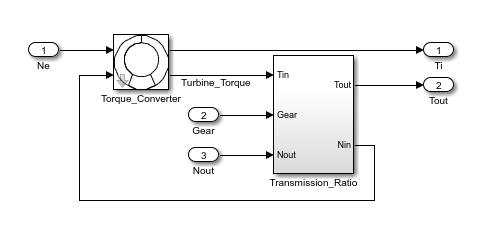 1
Ne
Torque_Converter
Turbine_Torque
1
Ti
Tin
Tout
2
Tout
2
Gear
Gear
3
Nout
Nout
Nin
Transmission_Ratio